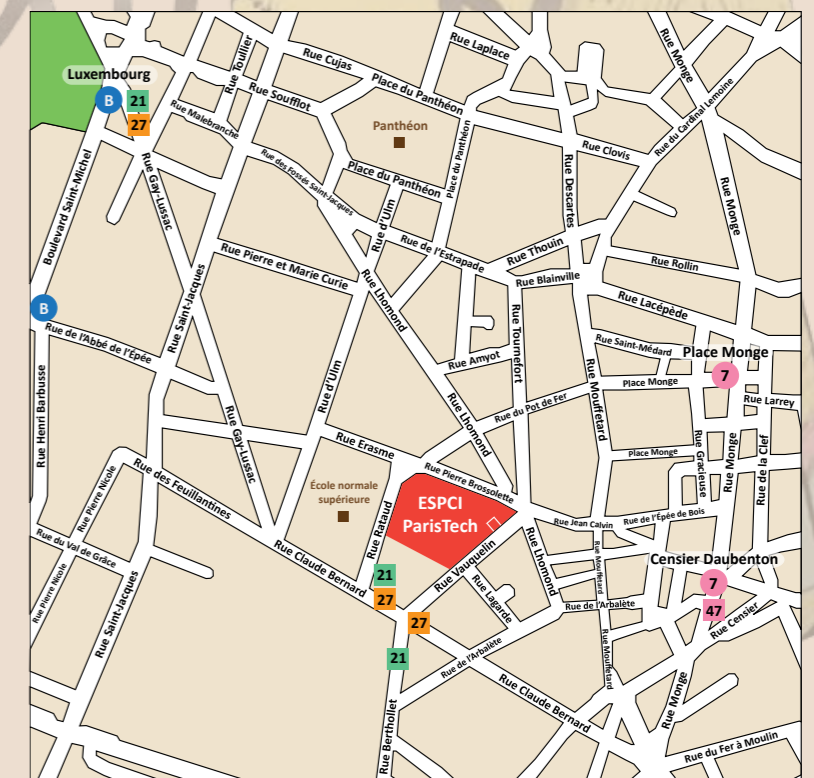 Rue Cujas
Rue Laplace
Rue Monge
Rue Toullier
Luxembourg
B
21
27
Rue Soufflot
Place du Panthéon
Rue Malebranche
Panthéon
Rue du Cardinal Lemoine
Rue Clovis
Place du Panthéon
Place du Panthéon
Rue Descartes
Rue des Fossés Saint-Jacques
Rue Gay-Lussac
Boulevard Saint-Michel
Rue d'Ulm
Rue Monge
Rue de l'Estrapade
Rue Thouin
Rue Pierre et Marie Curie
Rue Rollin
Rue Blainville
Rue Lhomond
Rue Saint-Jacques
Rue Lacépède
B
Rue de l'Abbé de l'Épée
Rue Tournefort
Rue Saint-Médard
Place Monge
7
Rue Amyot
Place Monge
Rue d'Ulm
Rue Mouffetard
Rue Larrey
Rue Henri Barbusse
Rue du Pot de Fer
Rue Lhomond
Rue Gay-Lussac
Rue Erasme
Place Monge
Rue Gracieuse
Rue Monge
Rue de la Clef
Rue Pierre Brossolette
Rue des Feuillantines
Rue Pierre Nicole
École normale
supérieure
ESPCI
ParisTech
Rue Jean Calvin
Rue de l'Épée de Bois
Rue Rataud
Rue du Val de Grâce
Rue Claude Bernard
Rue Vauquelin
Rue Lhomond
Rue Mouffetard
Censier Daubenton
7
47
Rue Pierre Nicole
21
27
Rue Lagarde
Rue de l'Arbalète
Rue Censier
Rue Saint-Jacques
27
21
Rue de l'Arbalète
Rue Mouffetard
Rue Claude Bernard
Rue Monge
Rue Berthollet
Rue du Fer à Moulin